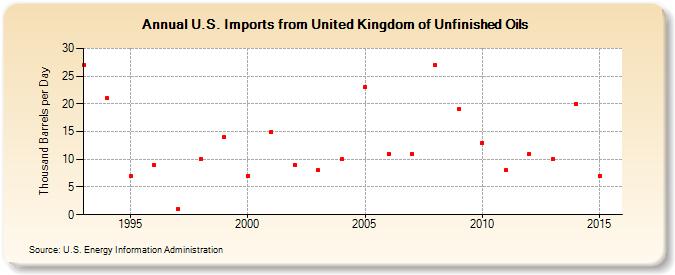 Annual U.S. Imports from United Kingdom of Unfinished Oils
Thousand Barrels per Day
30
25
20
15
10
5
0
1995 2000 2005 2010 2015
Source: U.S. Energy Information Administration